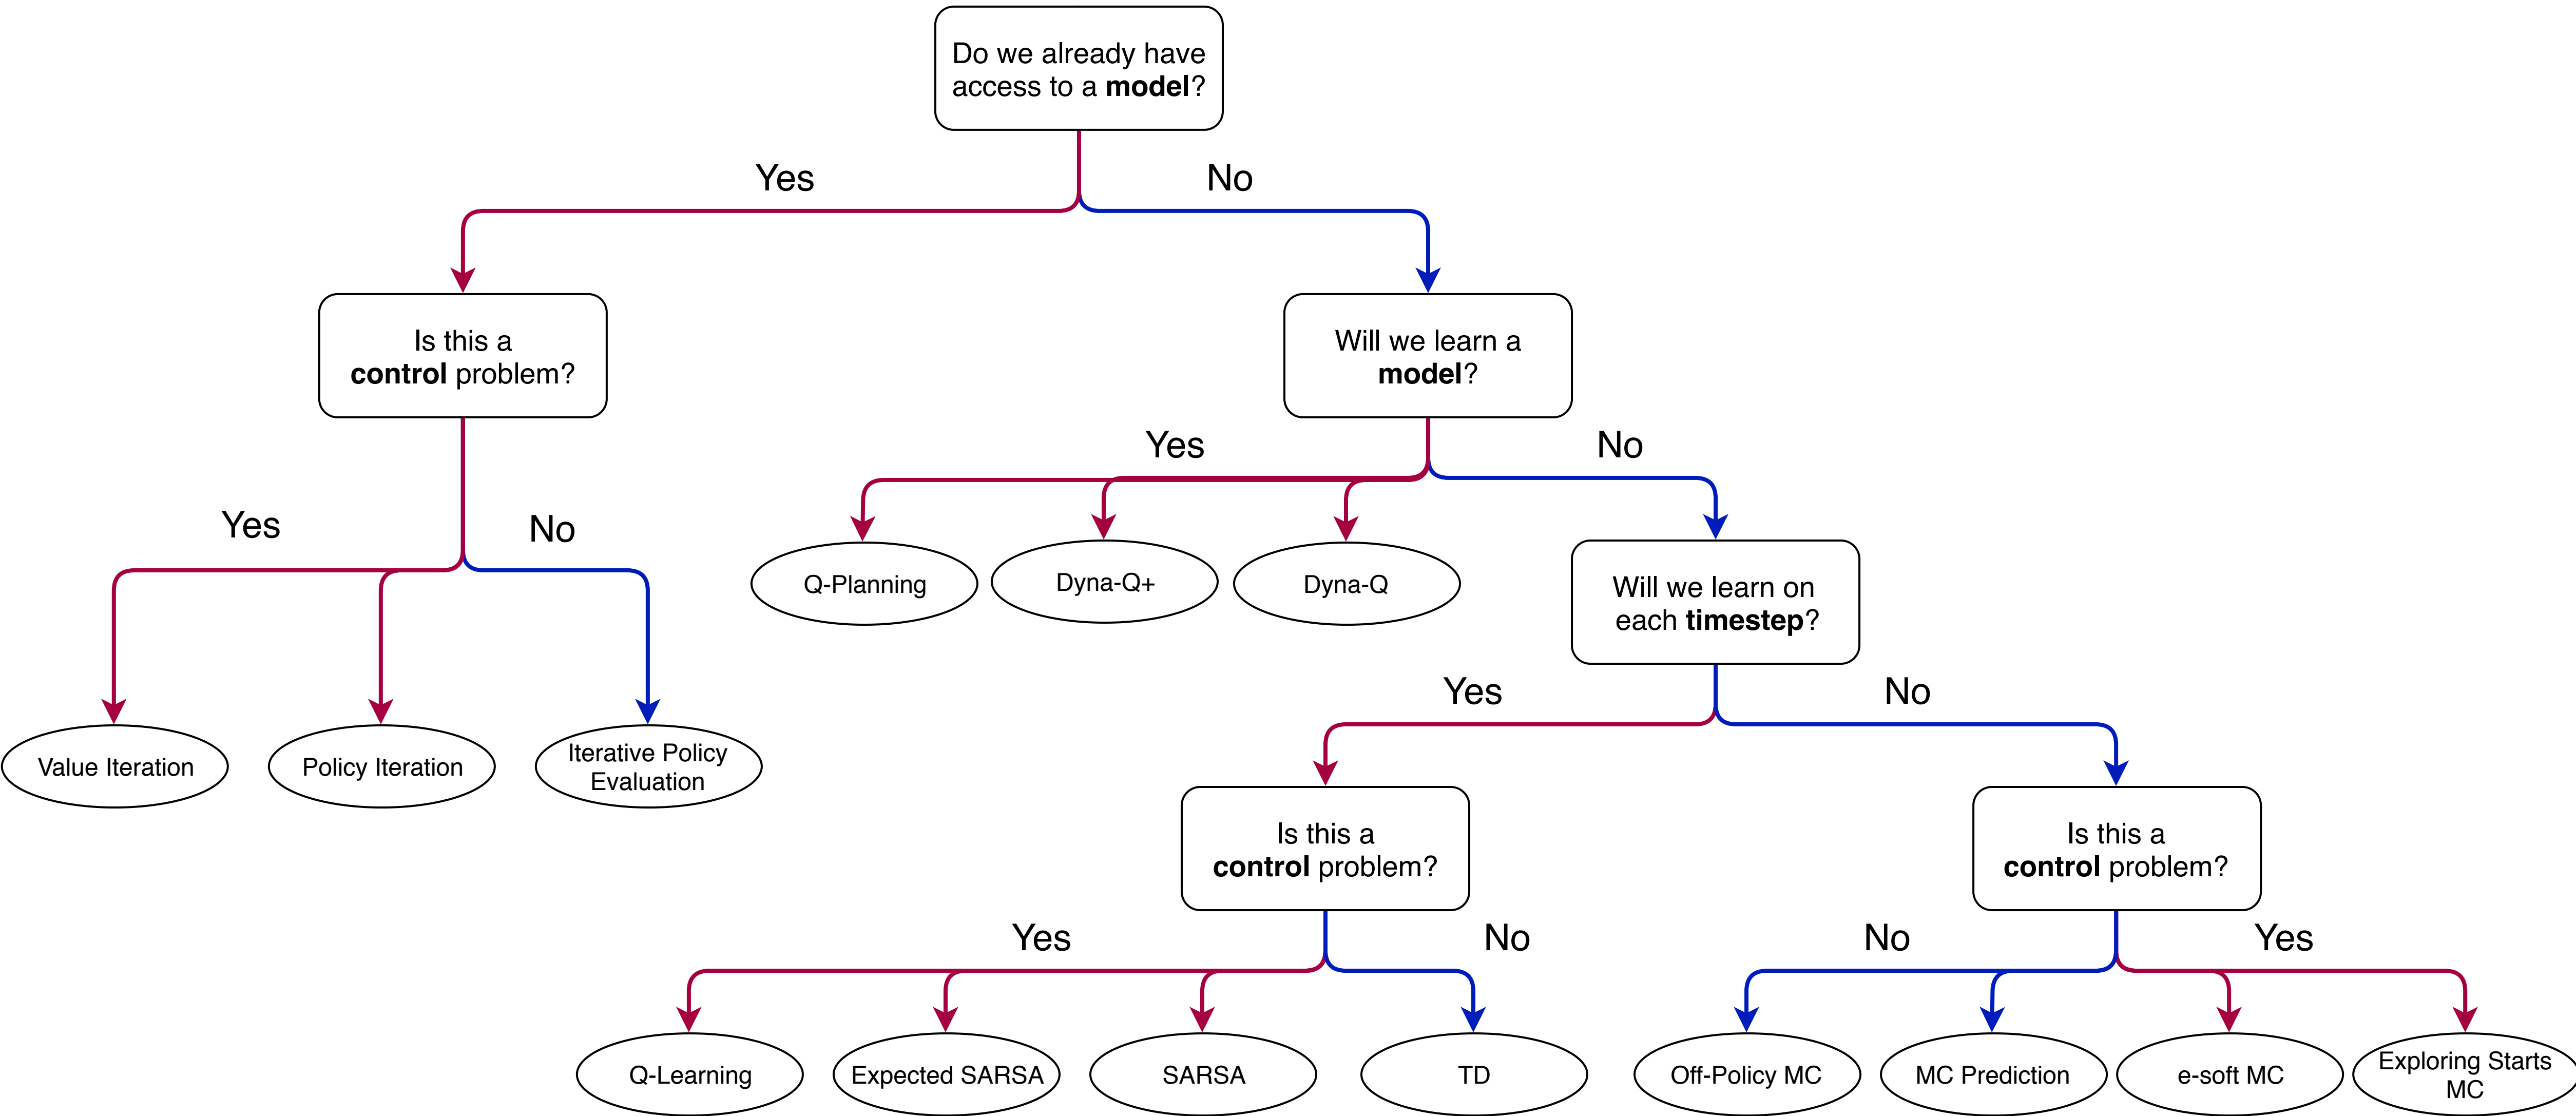 Do we already have
access to a model?
Yes
No
Is this a
control problem?
Will we learn a
model?
Yes
No
Yes
No
Q-Planning
Dyna-Q+
Dyna-Q
Will we learn on
each timestep?
Value Iteration
Policy Iteration
Iterative Policy
Evaluation
Yes
No
Is this a
control problem?
Is this a
control problem?
Yes
No
No
Yes
Q-Learning
Expected SARSA
SARSA
TD
Off-Policy MC
MC Prediction
e-soft MC
Exploring Starts
MC